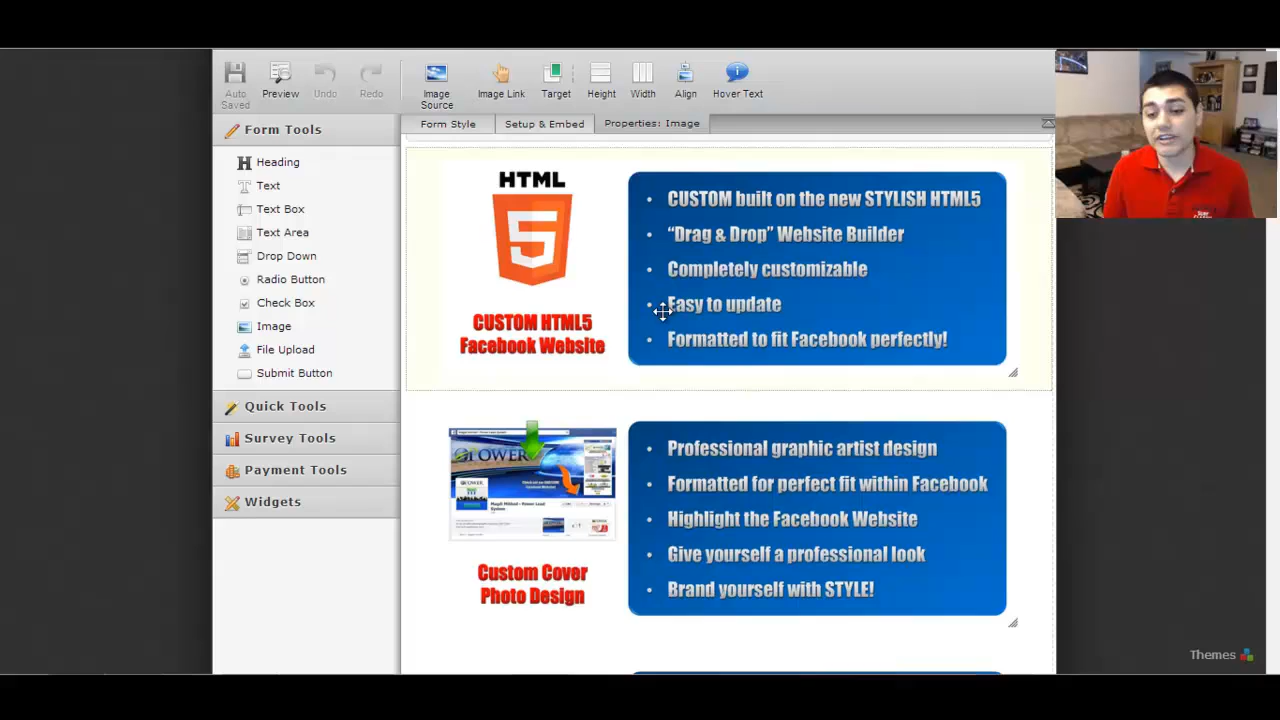 Auto Saved
Preview
Undo
Redo
Image Source
Image Link
Target
Height
Width
Align
Hover Text
Form Tools
Form Style
Setup & Embed
Properties: Image
Heading
Text
Text Box
Text Area
Drop Down
Radio Button
Check Box
Image
File Upload
Submit Button
Quick Tools
Survey Tools
Payment Tools
Widgets
HTML
5
CUSTOM HTML5
Facebook Website
• CUSTOM built on the new STYLISH HTML5
• “Drag & Drop” Website Builder
• Completely customizable
• Easy to update
• Formatted to fit Facebook perfectly!
POWER
Custom Cover
Photo Design
• Professional graphic artist design
• Formatted for perfect fit within Facebook
• Highlight the Facebook Website
• Give yourself a professional look
• Brand yourself with STYLE!
Themes